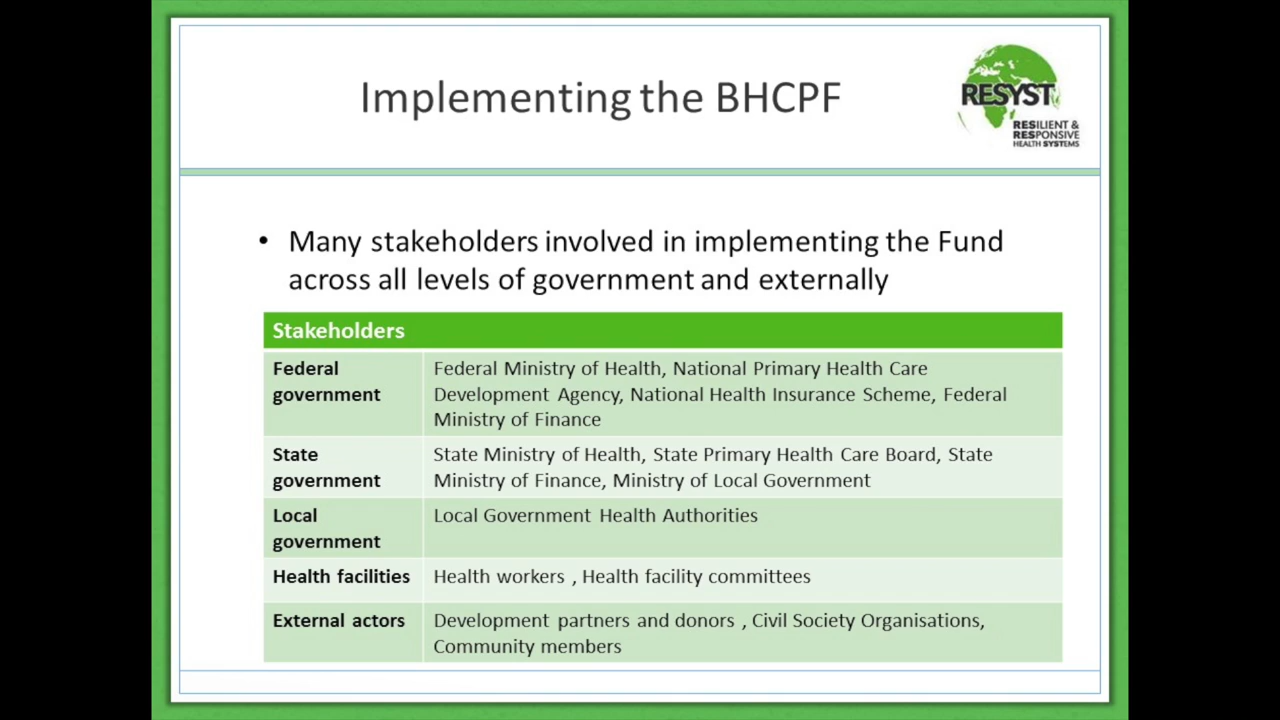 Implementing the BHCPF
RESYST
RESILIENT &
RESPONSIVE
HEALTH SYSTEMS
• Many stakeholders involved in implementing the Fund
across all levels of government and externally
Stakeholders
Federal
government
Federal Ministry of Health, National Primary Health Care
Development Agency, National Health Insurance Scheme, Federal
Ministry of Finance
State
government
State Ministry of Health, State Primary Health Care Board, State
Ministry of Finance, Ministry of Local Government
Local
government
Local Government Health Authorities
Health facilities
Health workers , Health facility committees
External actors
Development partners and donors , Civil Society Organisations,
Community members